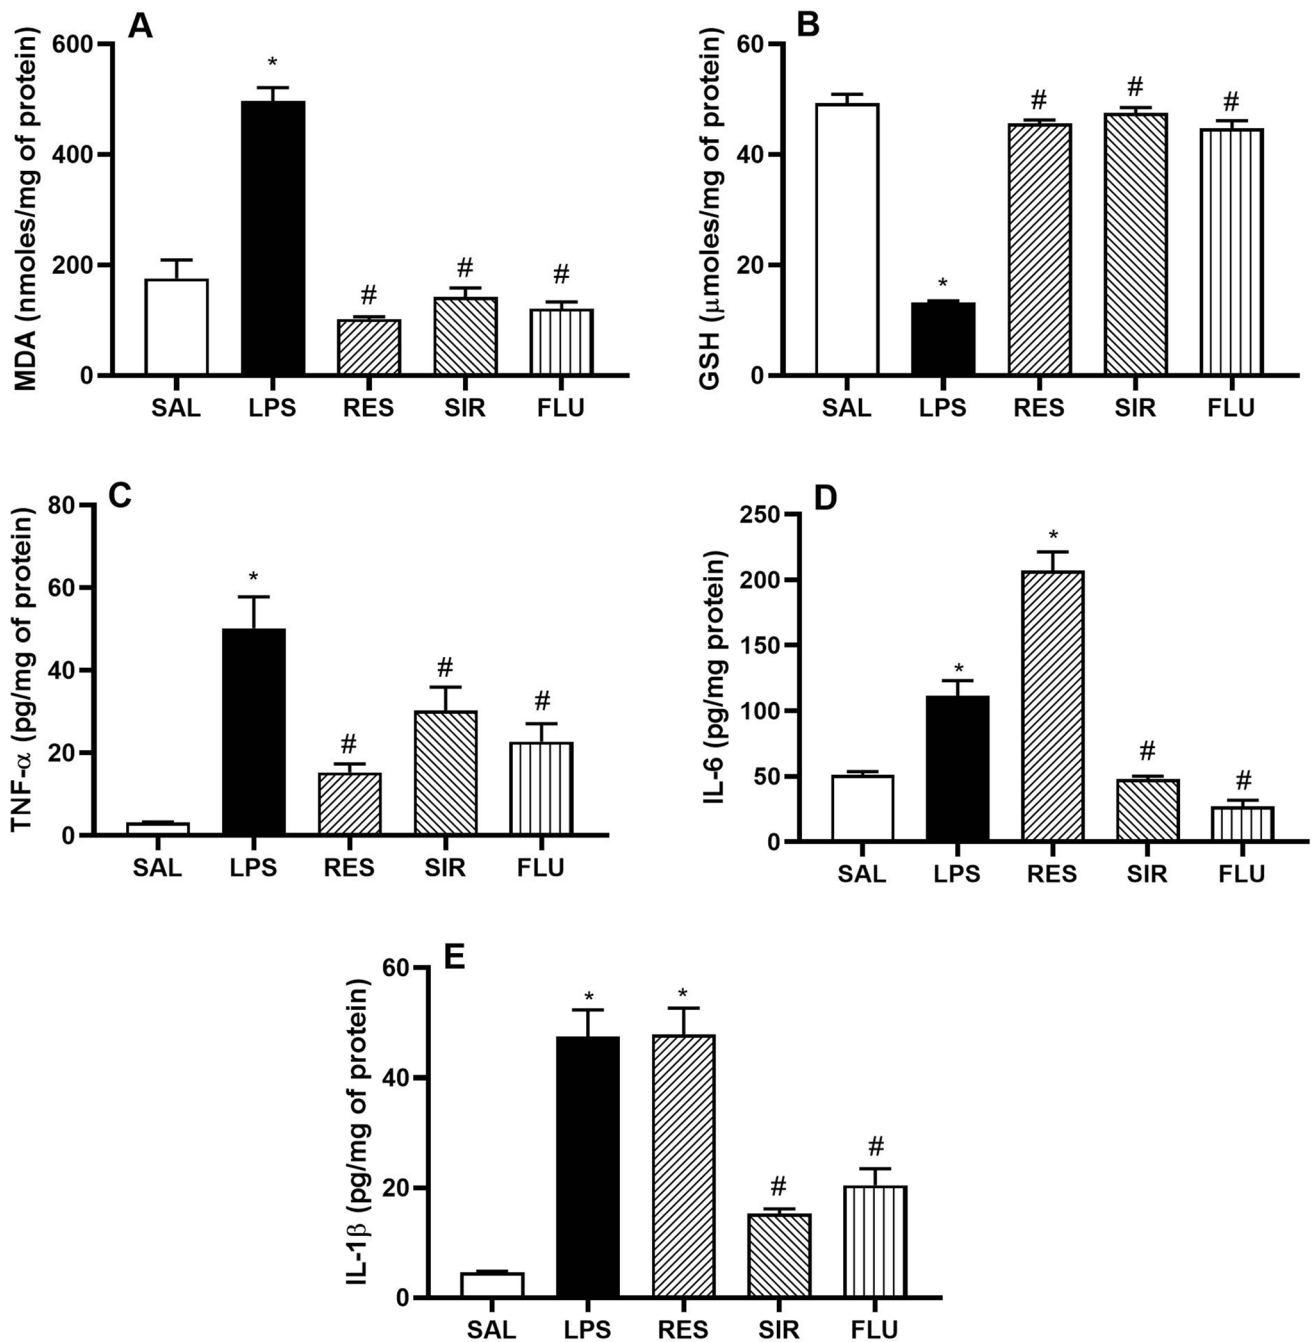 A
MDA (nmoles/mg of protein)
600
400
200
0
*
#
#
#
SAL LPS RES SIR FLU
B
GSH (μmoles/mg of protein)
60
40
20
0
*
#
#
#
SAL LPS RES SIR FLU
C
TNF-α (pg/mg of protein)
80
60
40
20
0
*
#
#
#
SAL LPS RES SIR FLU
D
IL-6 (pg/mg protein)
250
200
150
100
50
0
*
*
#
#
SAL LPS RES SIR FLU
E
IL-1β (pg/mg of protein)
60
40
20
0
*
*
#
#
SAL LPS RES SIR FLU